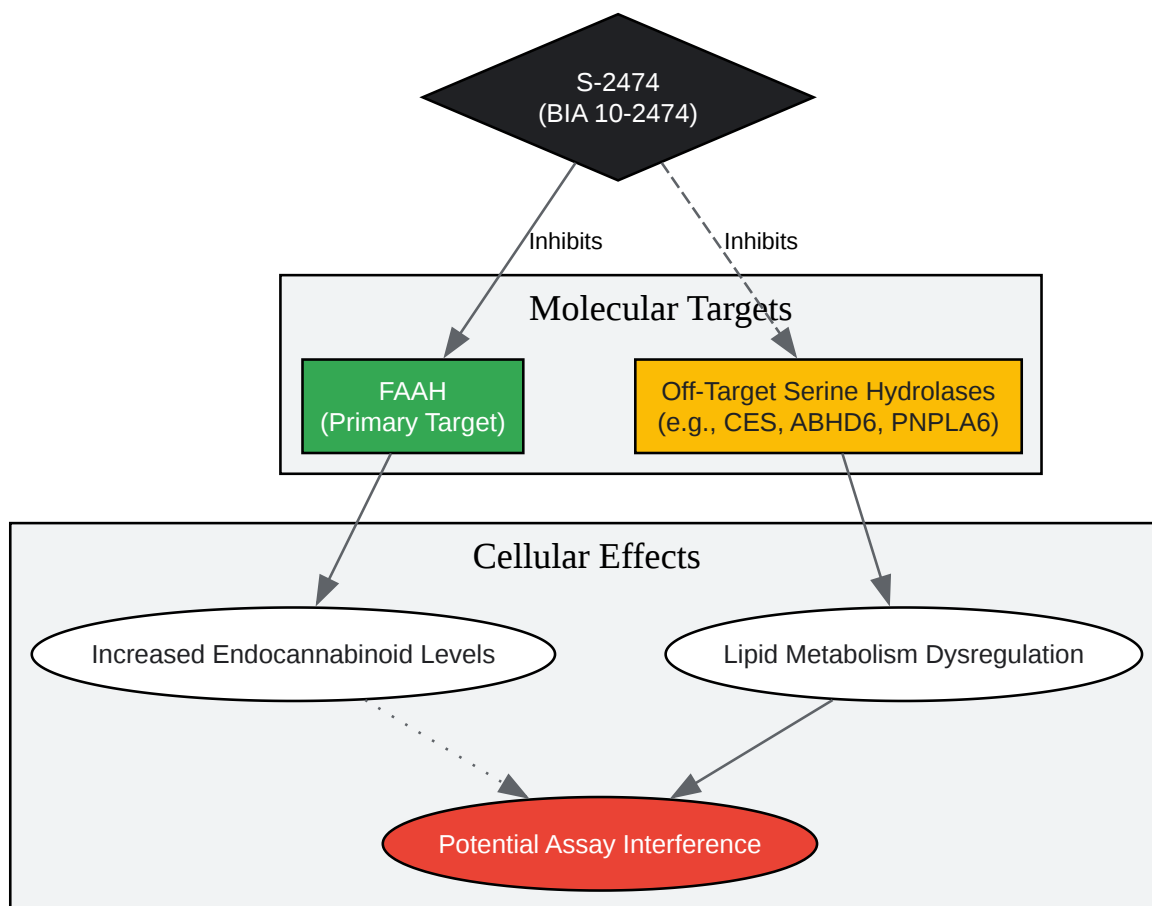 S-2474
(BIA 10-2474)
Inhibits
Inhibits
Molecular Targets
FAAH
(Primary Target)
Off-Target Serine Hydrolases
(e.g., CES, ABHD6, PNPLA6)
Cellular Effects
Increased Endocannabinoid Levels
Lipid Metabolism Dysregulation
Potential Assay Interference